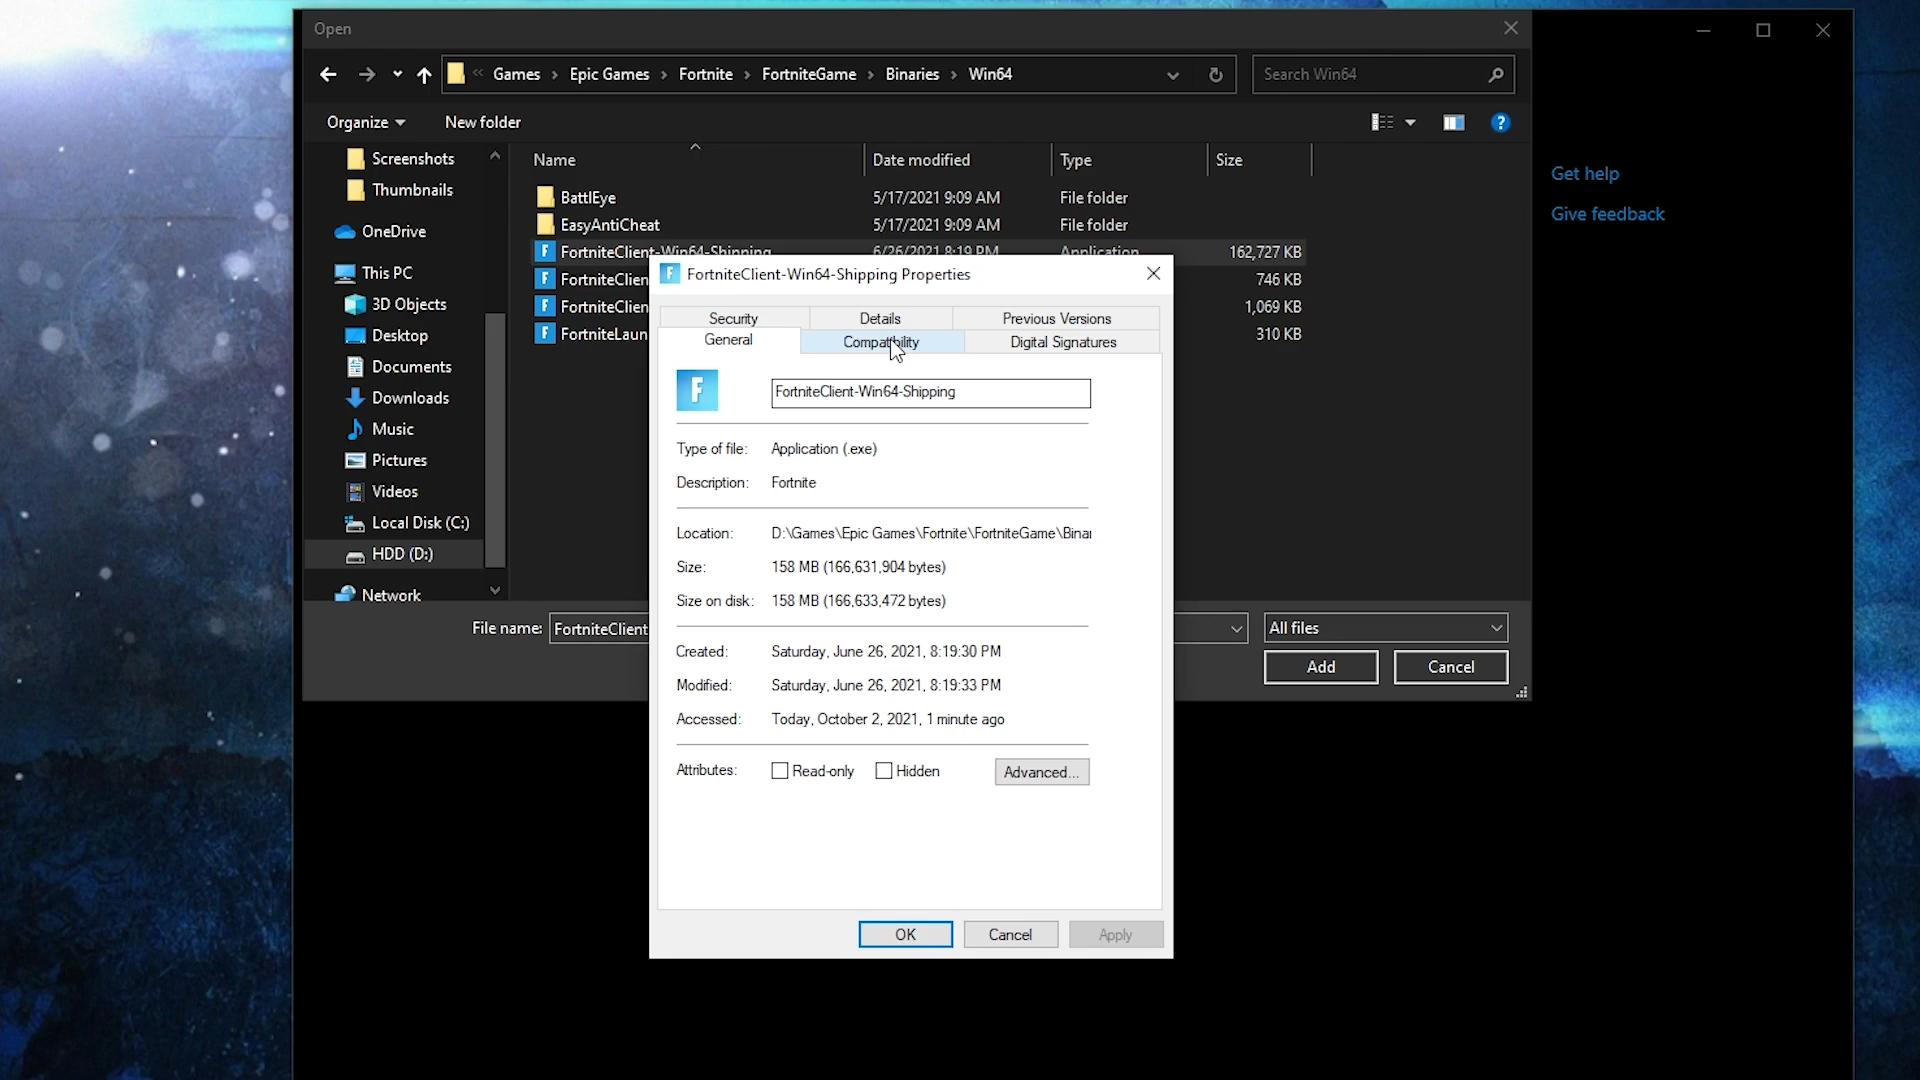 Open
« Games › Epic Games › Fortnite › FortniteGame › Binaries › Win64
Search Win64
Organize
New folder
?
Screenshots
Thumbnails
OneDrive
This PC
3D Objects
Desktop
Documents
Downloads
Music
Pictures
Videos
Local Disk (C:)
HDD (D:)
Network
Name Date modified Type Size
BattlEye 5/17/2021 9:09 AM File folder
EasyAntiCheat 5/17/2021 9:09 AM File folder
FortniteClient-Win64-Shipping 6/26/2021 8:19 PM Application 162,727 KB
FortniteClien 746 KB
FortniteClien 1,069 KB
FortniteLaun 310 KB
Get help
Give feedback
File name: FortniteClient
All files
Add
Cancel
FortniteClient-Win64-Shipping Properties
Security Details Previous Versions
General Compatibility Digital Signatures
F
FortniteClient-Win64-Shipping
Type of file: Application (.exe)
Description: Fortnite
Location: D:\Games\Epic Games\Fortnite\FortniteGame\Binar
Size: 158 MB (166,631,904 bytes)
Size on disk: 158 MB (166,633,472 bytes)
Created: Saturday, June 26, 2021, 8:19:30 PM
Modified: Saturday, June 26, 2021, 8:19:33 PM
Accessed: Today, October 2, 2021, 1 minute ago
Attributes: Read-only Hidden Advanced...
OK Cancel Apply